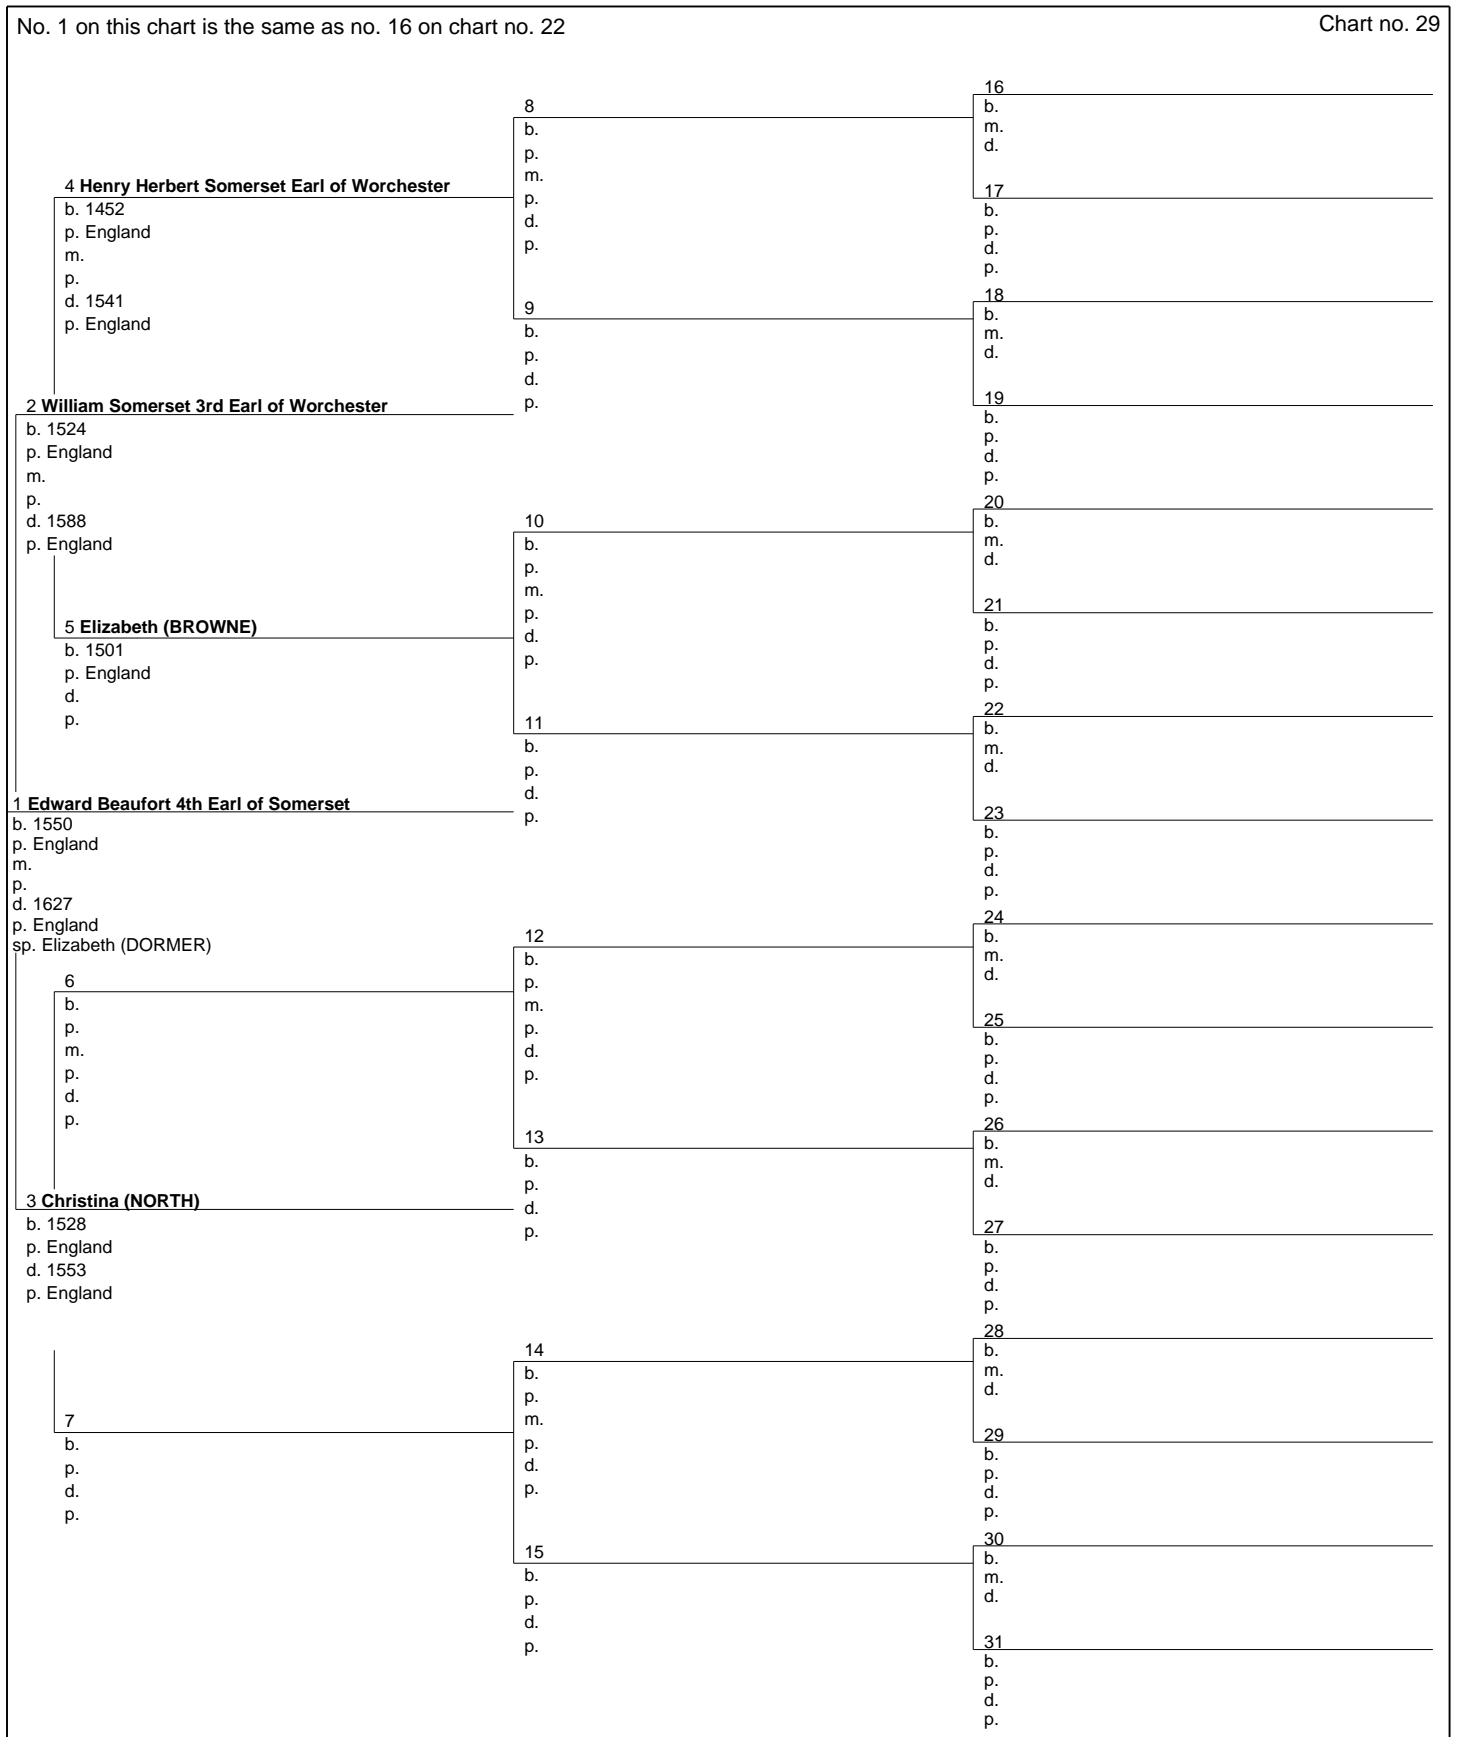 No. 1 on this chart is the same as no. 16 on chart no. 22
Chart no. 29
4 Henry Herbert Somerset Earl of Worchester
b. 1452
p. England
m.
p.
d. 1541
p. England
2 William Somerset 3rd Earl of Worchester
b. 1524
p. England
m.
p.
d. 1588
p. England
5 Elizabeth (BROWNE)
b. 1501
p. England
d.
p.
1 Edward Beaufort 4th Earl of Somerset
b. 1550
p. England
m.
p.
d. 1627
p. England
sp. Elizabeth (DORMER)
6
b.
p.
m.
p.
d.
p.
3 Christina (NORTH)
b. 1528
p. England
d. 1553
p. England
7
b.
p.
d.
p.
8
b.
p.
m.
p.
d.
p.
9
b.
p.
d.
p.
10
b.
p.
m.
p.
d.
p.
11
b.
p.
d.
p.
12
b.
p.
m.
p.
d.
p.
13
b.
p.
d.
p.
14
b.
p.
m.
p.
d.
p.
15
b.
p.
d.
p.
16
b.
m.
d.
17
b.
p.
d.
p.
18
b.
m.
d.
19
b.
p.
d.
p.
20
b.
m.
d.
21
b.
p.
d.
p.
22
b.
m.
d.
23
b.
p.
d.
p.
24
b.
m.
d.
25
b.
p.
d.
p.
26
b.
m.
d.
27
b.
p.
d.
p.
28
b.
m.
d.
29
b.
p.
d.
p.
30
b.
m.
d.
31
b.
p.
d.
p.